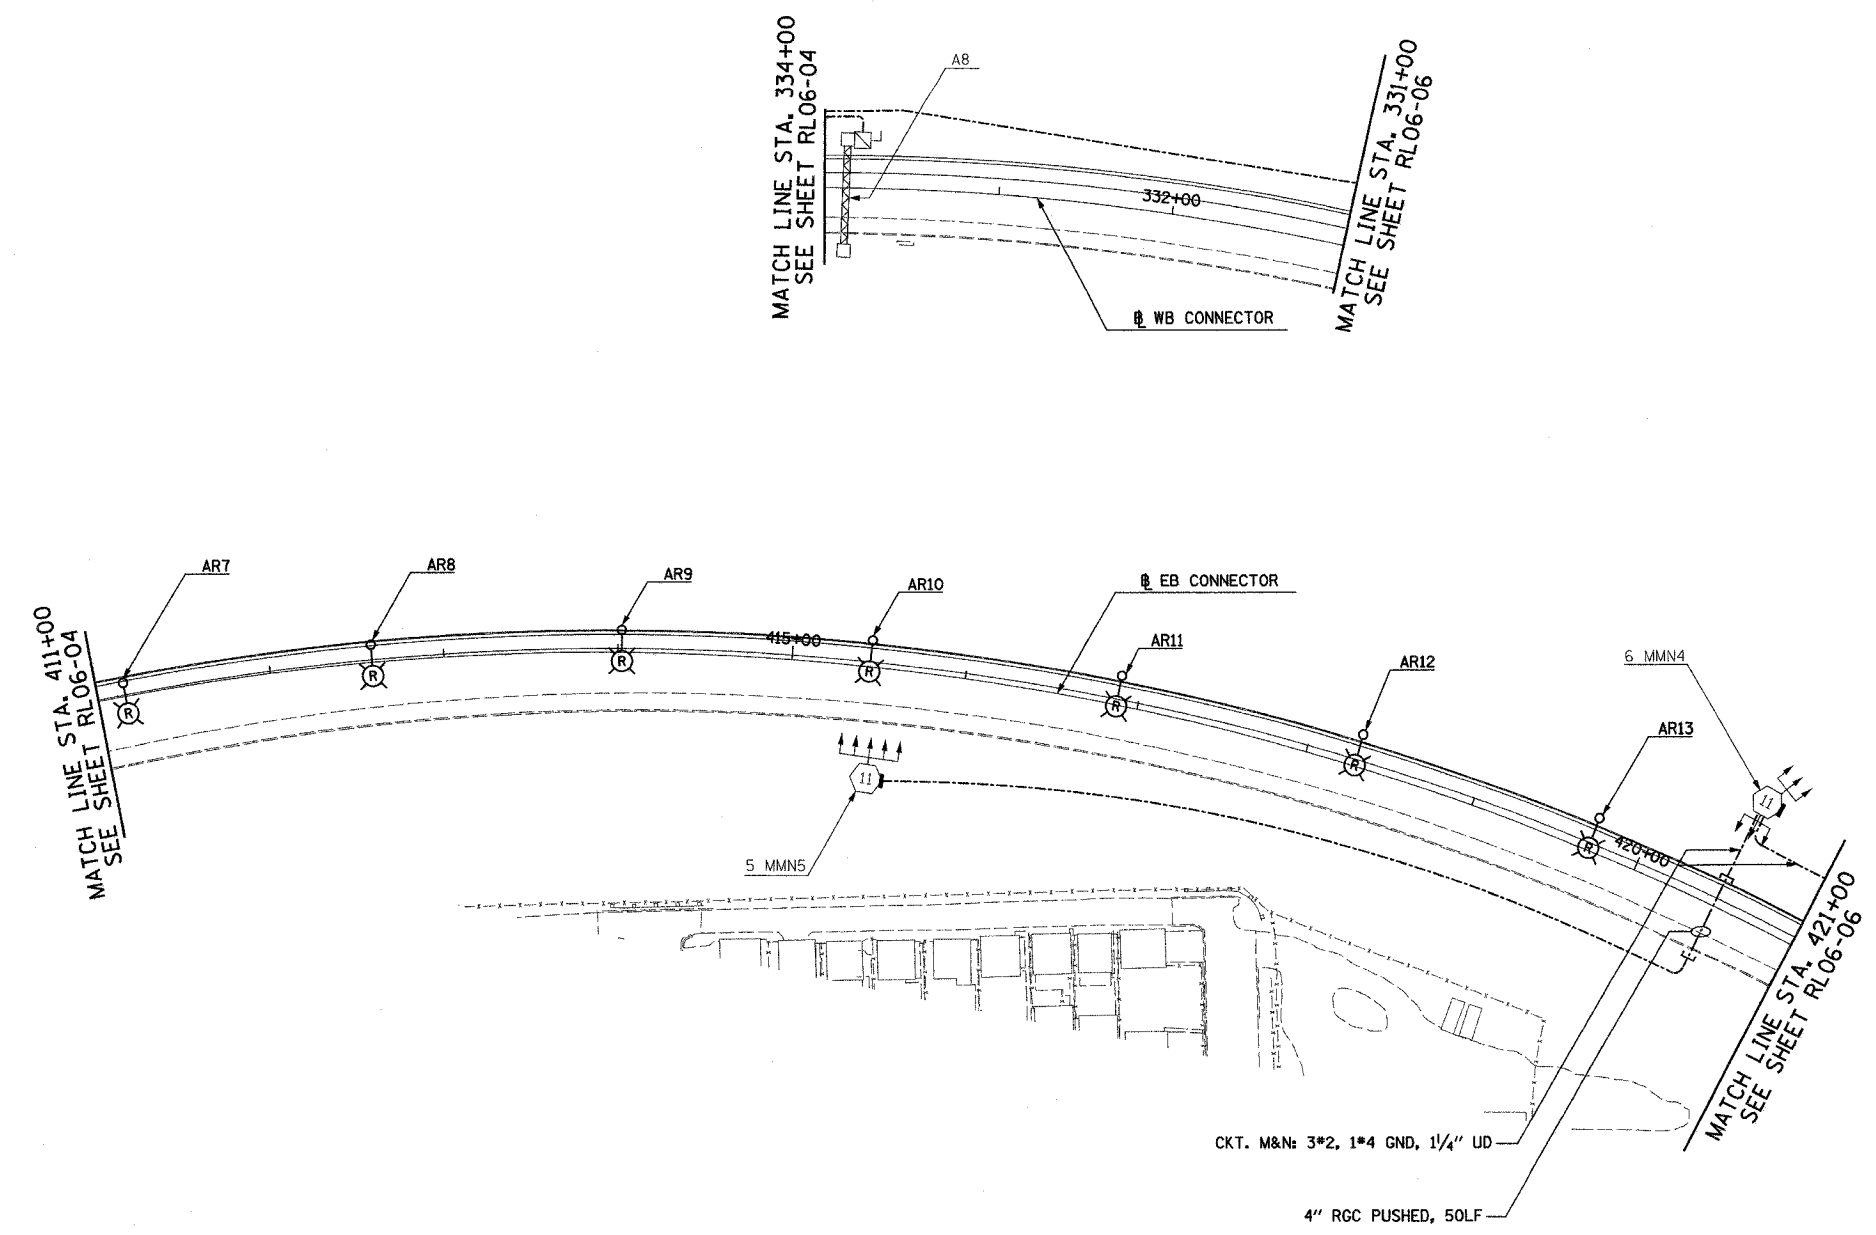 MATCH LINE STA. 334+00
SEE SHEET RL06-04
A8
332+00
MATCH LINE STA. 331+00
SEE SHEET RL06-06
℄ WB CONNECTOR
MATCH LINE STA. 411+00
SEE SHEET RL06-04
AR7
AR8
AR9
AR10
℄ EB CONNECTOR
AR11
AR12
AR13
6 MMN4
415+00
R
R
R
R
R
R
R
11
11
420+00
5 MMN5
MATCH LINE STA. 421+00
SEE SHEET RL06-06
CKT. M&N: 3#2, 1#4 GND, 1 1/4" UD
4" RGC PUSHED, 50LF